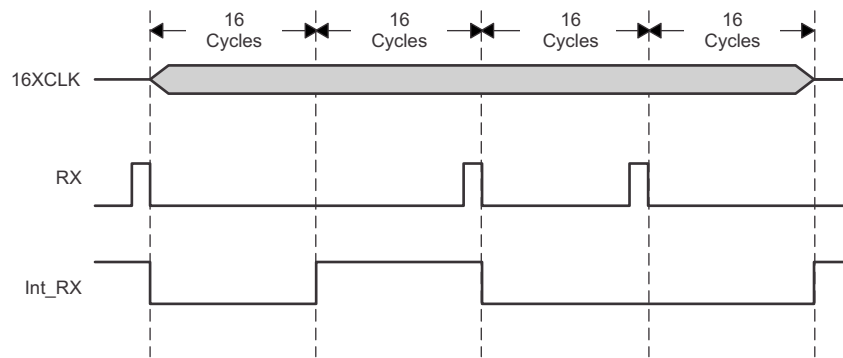 16
Cycles
16
Cycles
16
Cycles
16
Cycles
16XCLK
RX
Int_RX